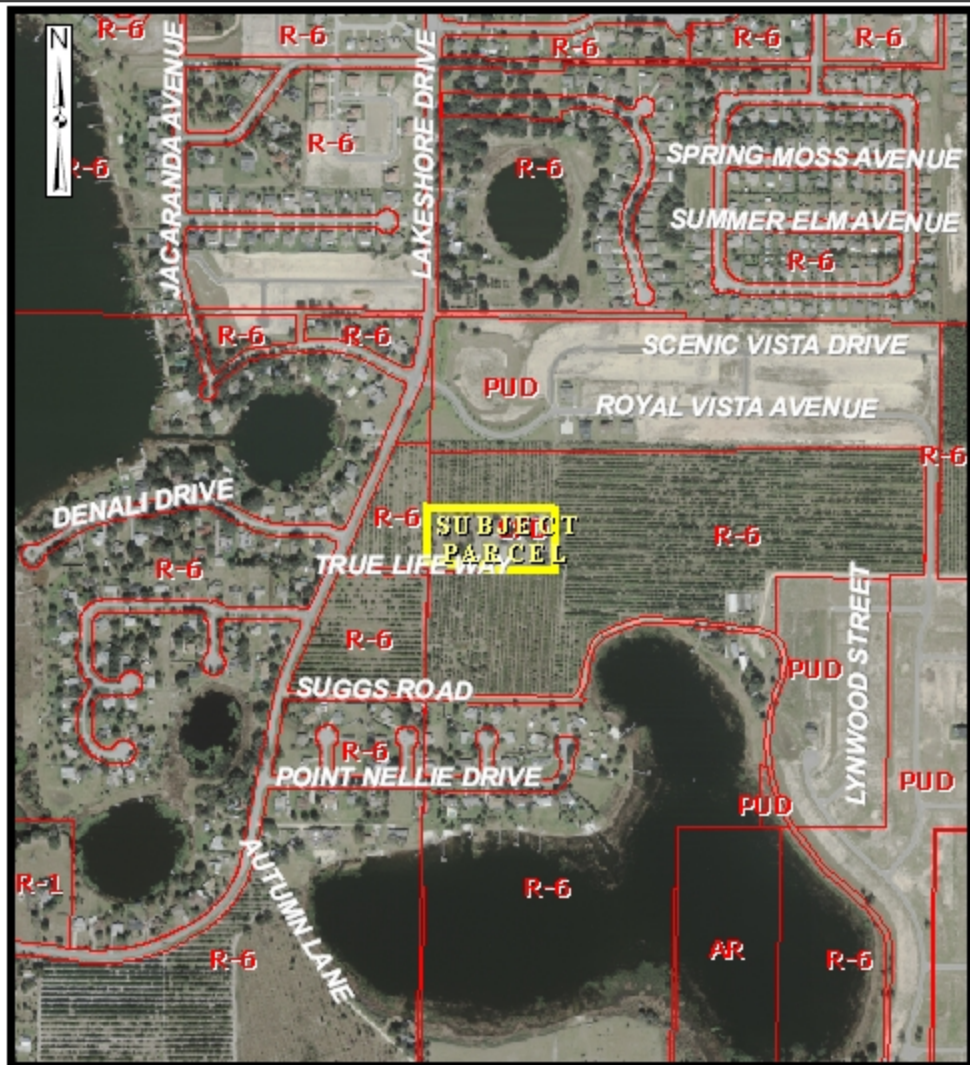 R-6
R-6
R-6
R-6
R-6
N
JACARANDA AVENUE
LAKESHORE DRIVE
R-6
R-6
R-6
SPRING MOSS AVENUE
SUMMER ELM AVENUE
R-6
R-6
R-6
SCENIC VISTA DRIVE
PUD
ROYAL VISTA AVENUE
R-6
DENALI DRIVE
R-6
SUBJECT
PARCEL
R-6
TRUE LIFE WAY
R-6
R-6
LYNWOOD STREET
PUD
SUGGS ROAD
R-6
POINT NELLIE DRIVE
PUD
PUD
AUTUMN LANE
R-1
R-6
R-6
AR
R-6